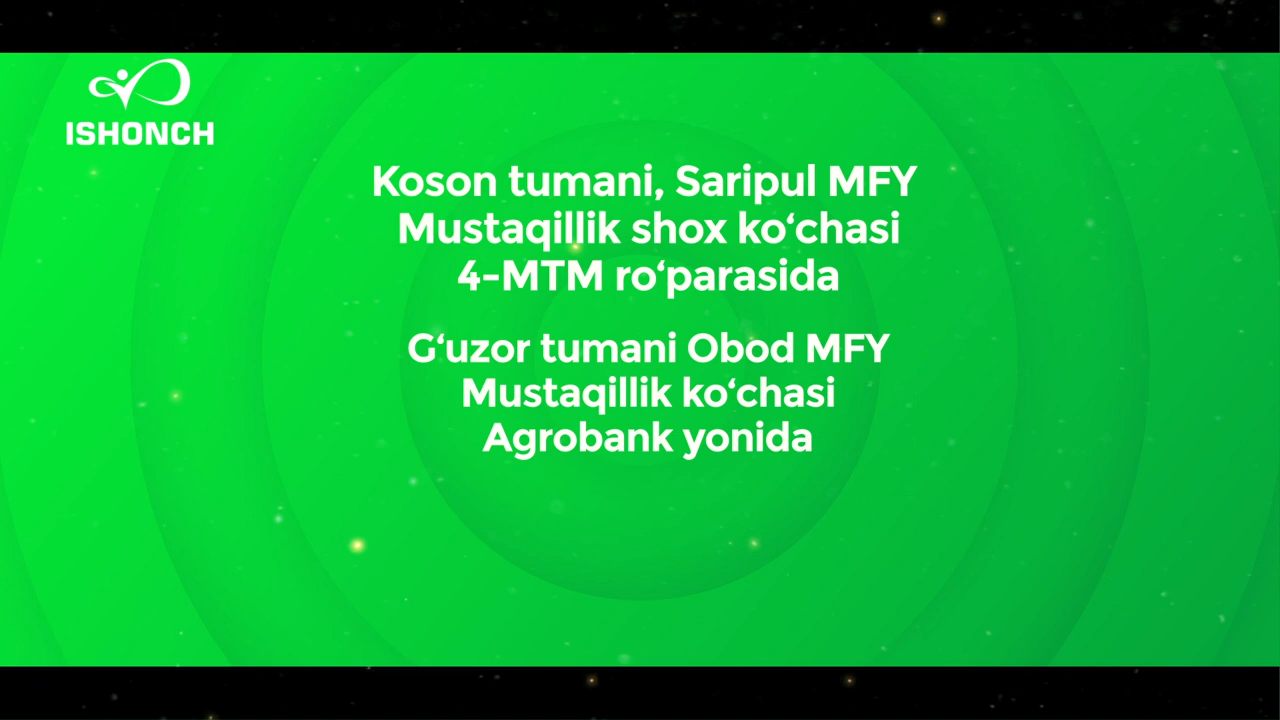 ISHONCH
Koson tumani, Saripul MFY
Mustaqillik shox ko‘chasi
4-MTM ro‘parasida
G‘uzor tumani Obod MFY
Mustaqillik ko‘chasi
Agrobank yonida